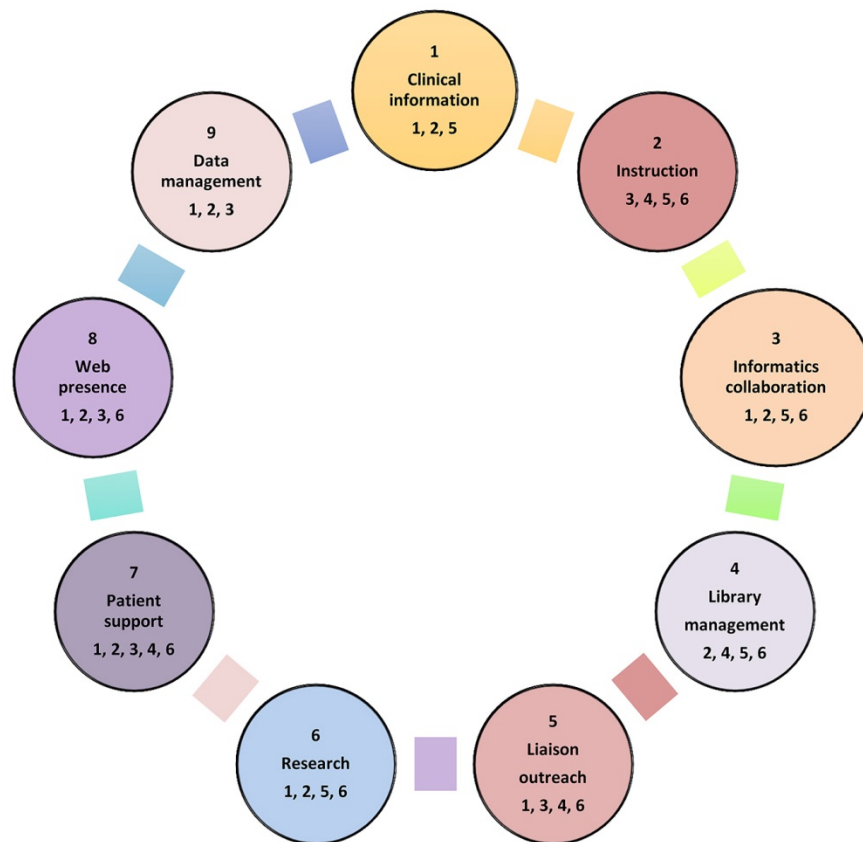 1
Clinical
information
1, 2, 5
2
Instruction
3, 4, 5, 6
3
Informatics
collaboration
1, 2, 5, 6
4
Library
management
2, 4, 5, 6
5
Liaison
outreach
1, 3, 4, 6
6
Research
1, 2, 5, 6
7
Patient
support
1, 2, 3, 4, 6
8
Web
presence
1, 2, 3, 6
9
Data
management
1, 2, 3